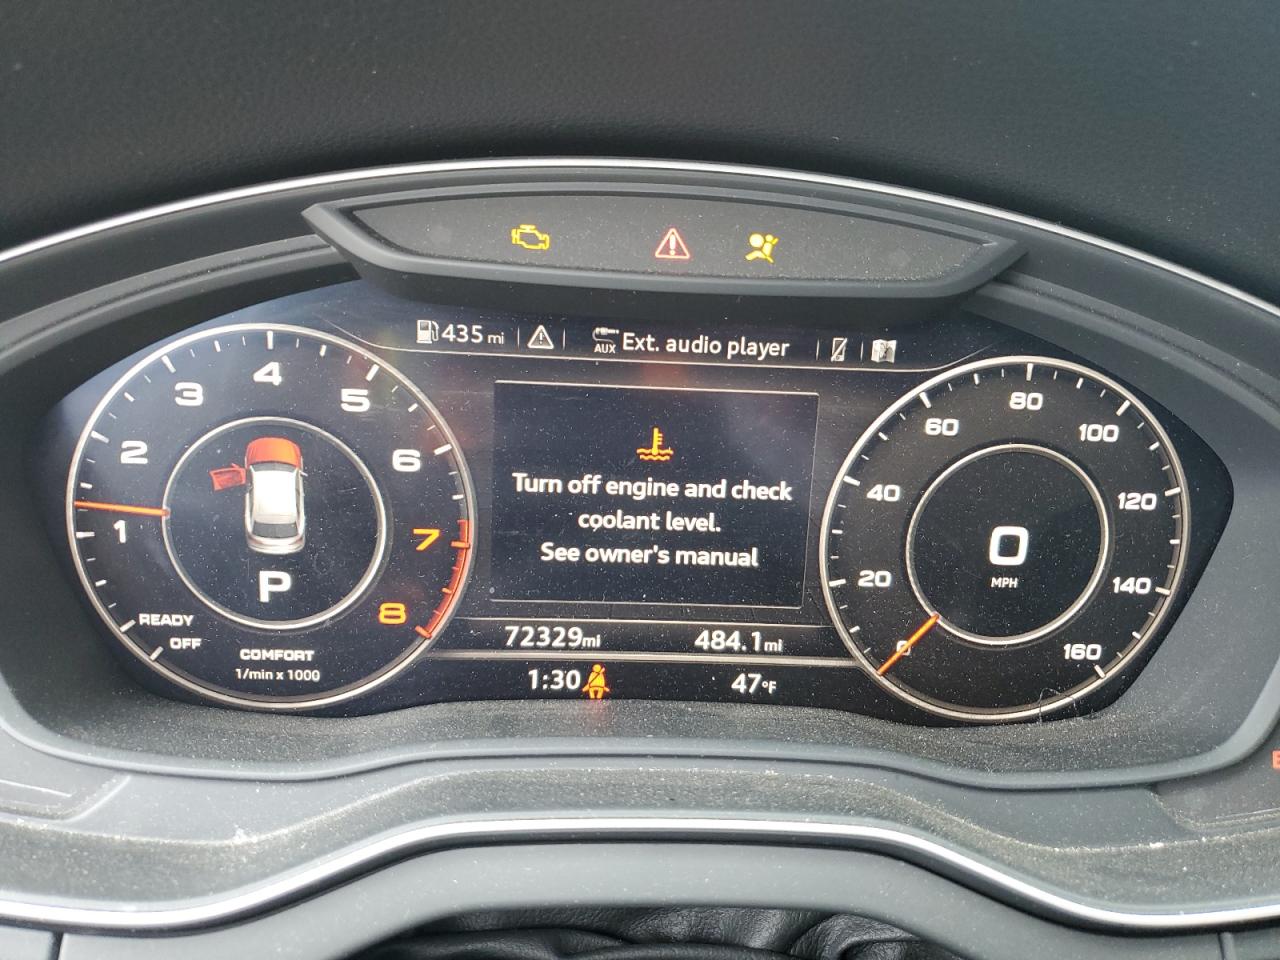 435 mi
AUX Ext. audio player
1
2
3
4
5
6
7
8
READY
OFF
P
COMFORT
1/min x 1000
Turn off engine and check
coolant level.
See owner's manual
72329mi 484.1mi
1:30 47°F
0
20
40
60
80
100
120
140
160
0
MPH